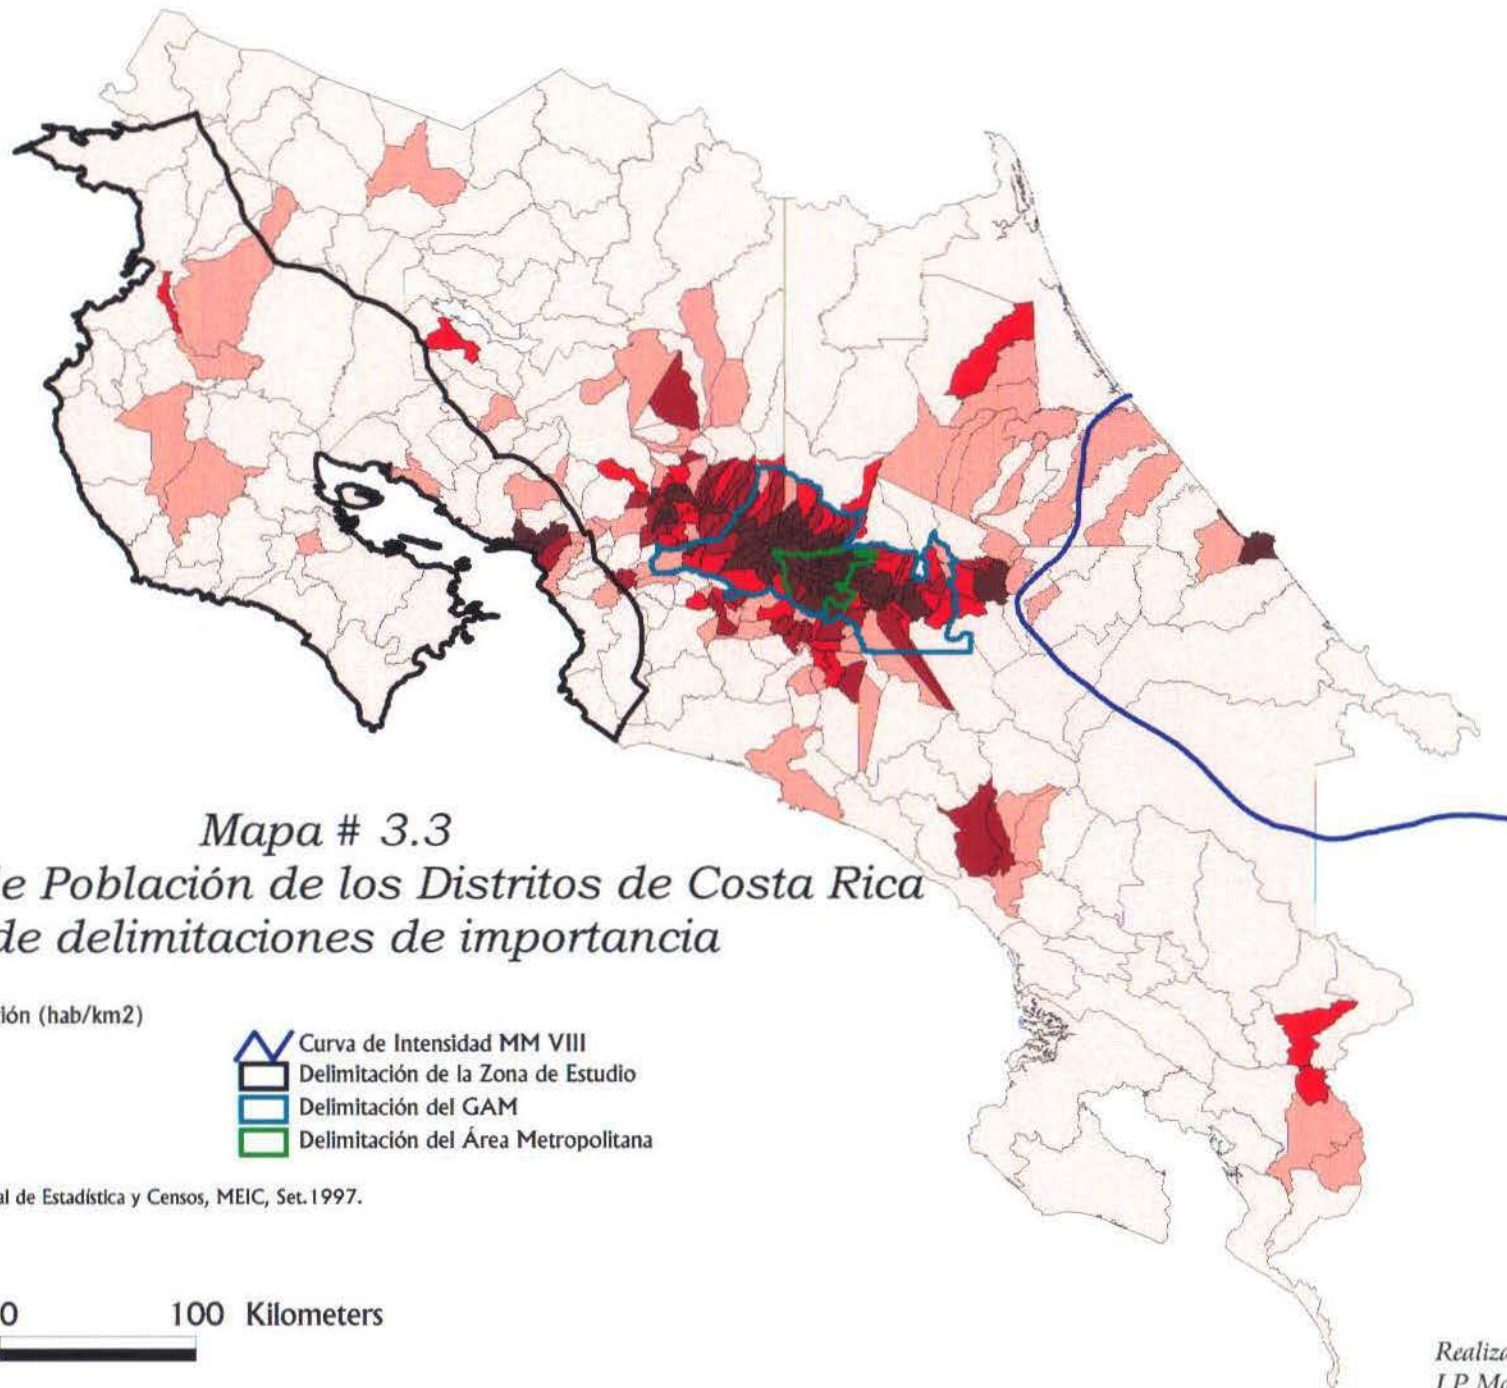 Mapa # 3.3
e Población de los Distritos de Costa Rica
de delimitaciones de importancia
ión (hab/km2)
Curva de Intensidad MM VIII
Delimitación de la Zona de Estudio
Delimitación del GAM
Delimitación del Área Metropolitana
al de Estadística y Censos, MEIC, Set.1997.
0 100 Kilometers
Realiza
J.P. Mo